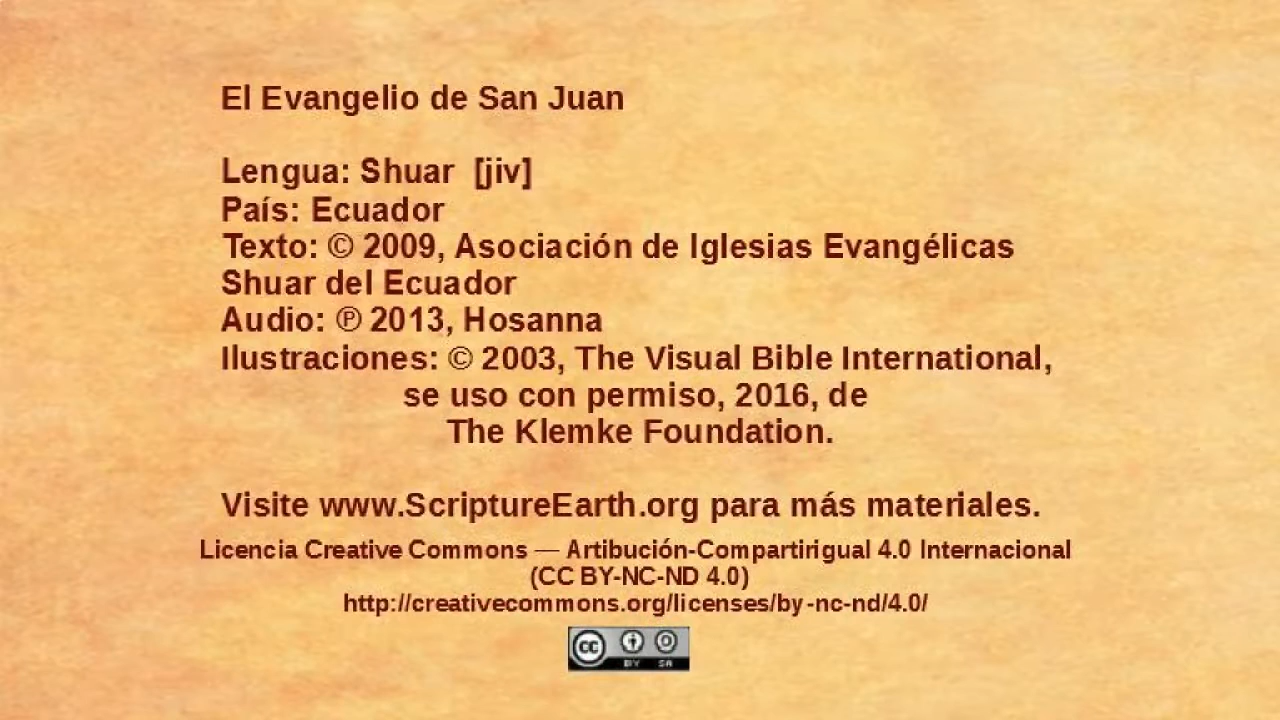 El Evangelio de San Juan
Lengua: Shuar [jiv]
País: Ecuador
Texto: © 2009, Asociación de Iglesias Evangélicas
Shuar del Ecuador
Audio: ℗ 2013, Hosanna
Ilustraciones: © 2003, The Visual Bible International,
se uso con permiso, 2016, de
The Klemke Foundation.
Visite www.ScriptureEarth.org para más materiales.
Licencia Creative Commons — Artibución-Compartirigual 4.0 Internacional
(CC BY-NC-ND 4.0)
http://creativecommons.org/licenses/by-nc-nd/4.0/
cc BY SA